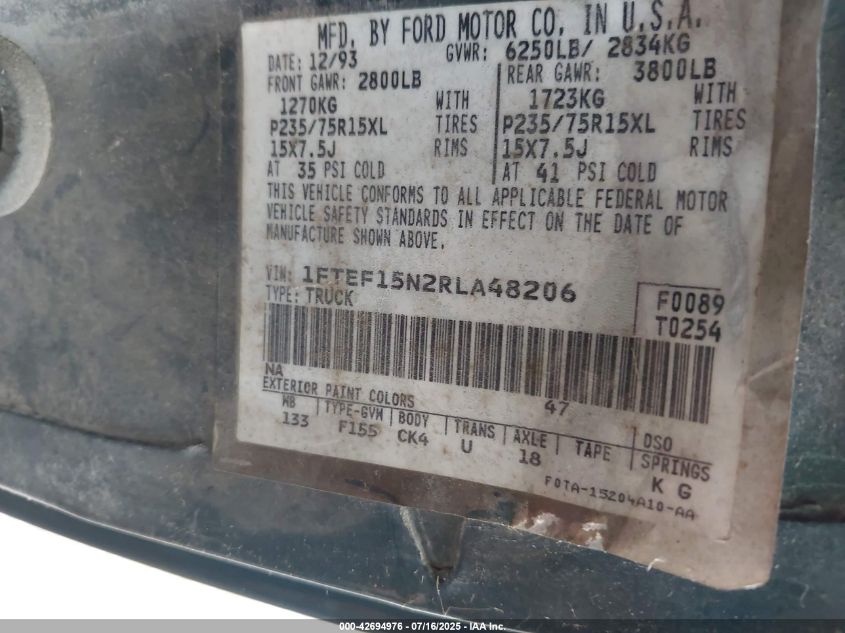 MFD. BY FORD MOTOR CO. IN U.S.A.
DATE: 12/93 GVWR: 6250LB/ 2834KG
FRONT GAWR: 2800LB REAR GAWR: 3800LB
1270KG WITH 1723KG WITH
P235/75R15XL TIRES P235/75R15XL TIRES
15X7.5J RIMS 15X7.5J RIMS
AT 35 PSI COLD AT 41 PSI COLD
THIS VEHICLE CONFORMS TO ALL APPLICABLE FEDERAL MOTOR
VEHICLE SAFETY STANDARDS IN EFFECT ON THE DATE OF
MANUFACTURE SHOWN ABOVE.
VIN: 1FTEF15N2RLA48206 F0089
TYPE: TRUCK T0254
NA 47
EXTERIOR PAINT COLORS DSO
WB TYPE-GVW BODY TRANS AXLE TAPE SPRINGS
133 F155 CK4 U 18 K G
F0TA-15204A10-AA
000-42694976 - 07/16/2025 - IAA Inc.